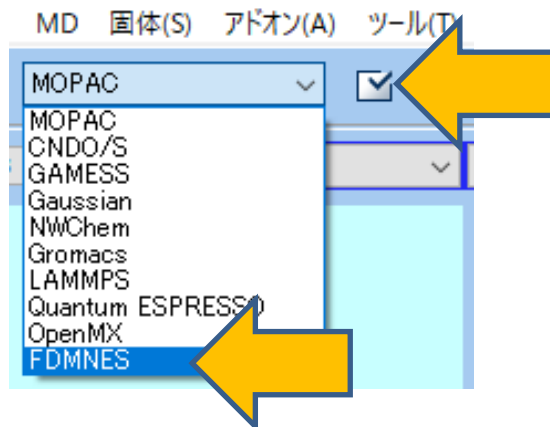 MD 固体(S) アドオン(A) ツール(T)
MOPAC
MOPAC
CNDO/S
GAMESS
Gaussian
NWChem
Gromacs
LAMMPS
Quantum ESPRESSO
OpenMX
FDMNES